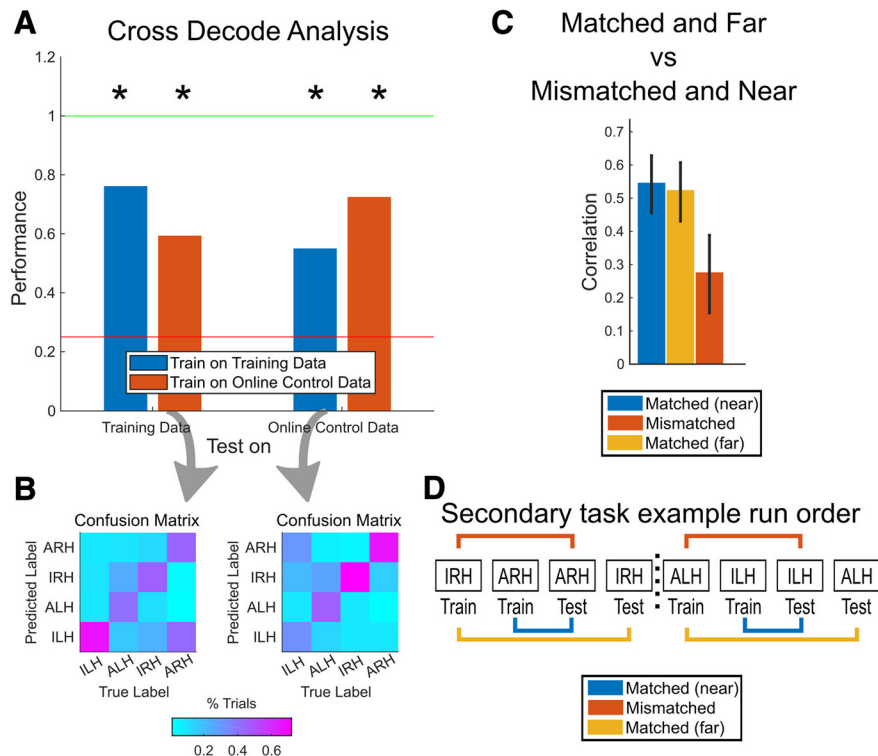 A
Cross Decode Analysis
1.2
1
0.8
0.6
0.4
0.2
0
Performance
* * * *
Train on Training Data
Train on Online Control Data
Training Data
Online Control Data
Test on
B
Confusion Matrix
Predicted Label
ARH
IRH
ALH
ILH
ILH ALH IRH ARH
True Label
Confusion Matrix
Predicted Label
ARH
IRH
ALH
ILH
ILH ALH IRH ARH
True Label
% Trials
0.2 0.4 0.6
C
Matched and Far
vs
Mismatched and Near
0.7
0.6
0.5
0.4
0.3
0.2
0.1
0
Correlation
Matched (near)
Mismatched
Matched (far)
D
Secondary task example run order
IRH ARH ARH IRH ALH ILH ILH ALH
Train Train Test Test Train Train Test Test
Matched (near)
Mismatched
Matched (far)